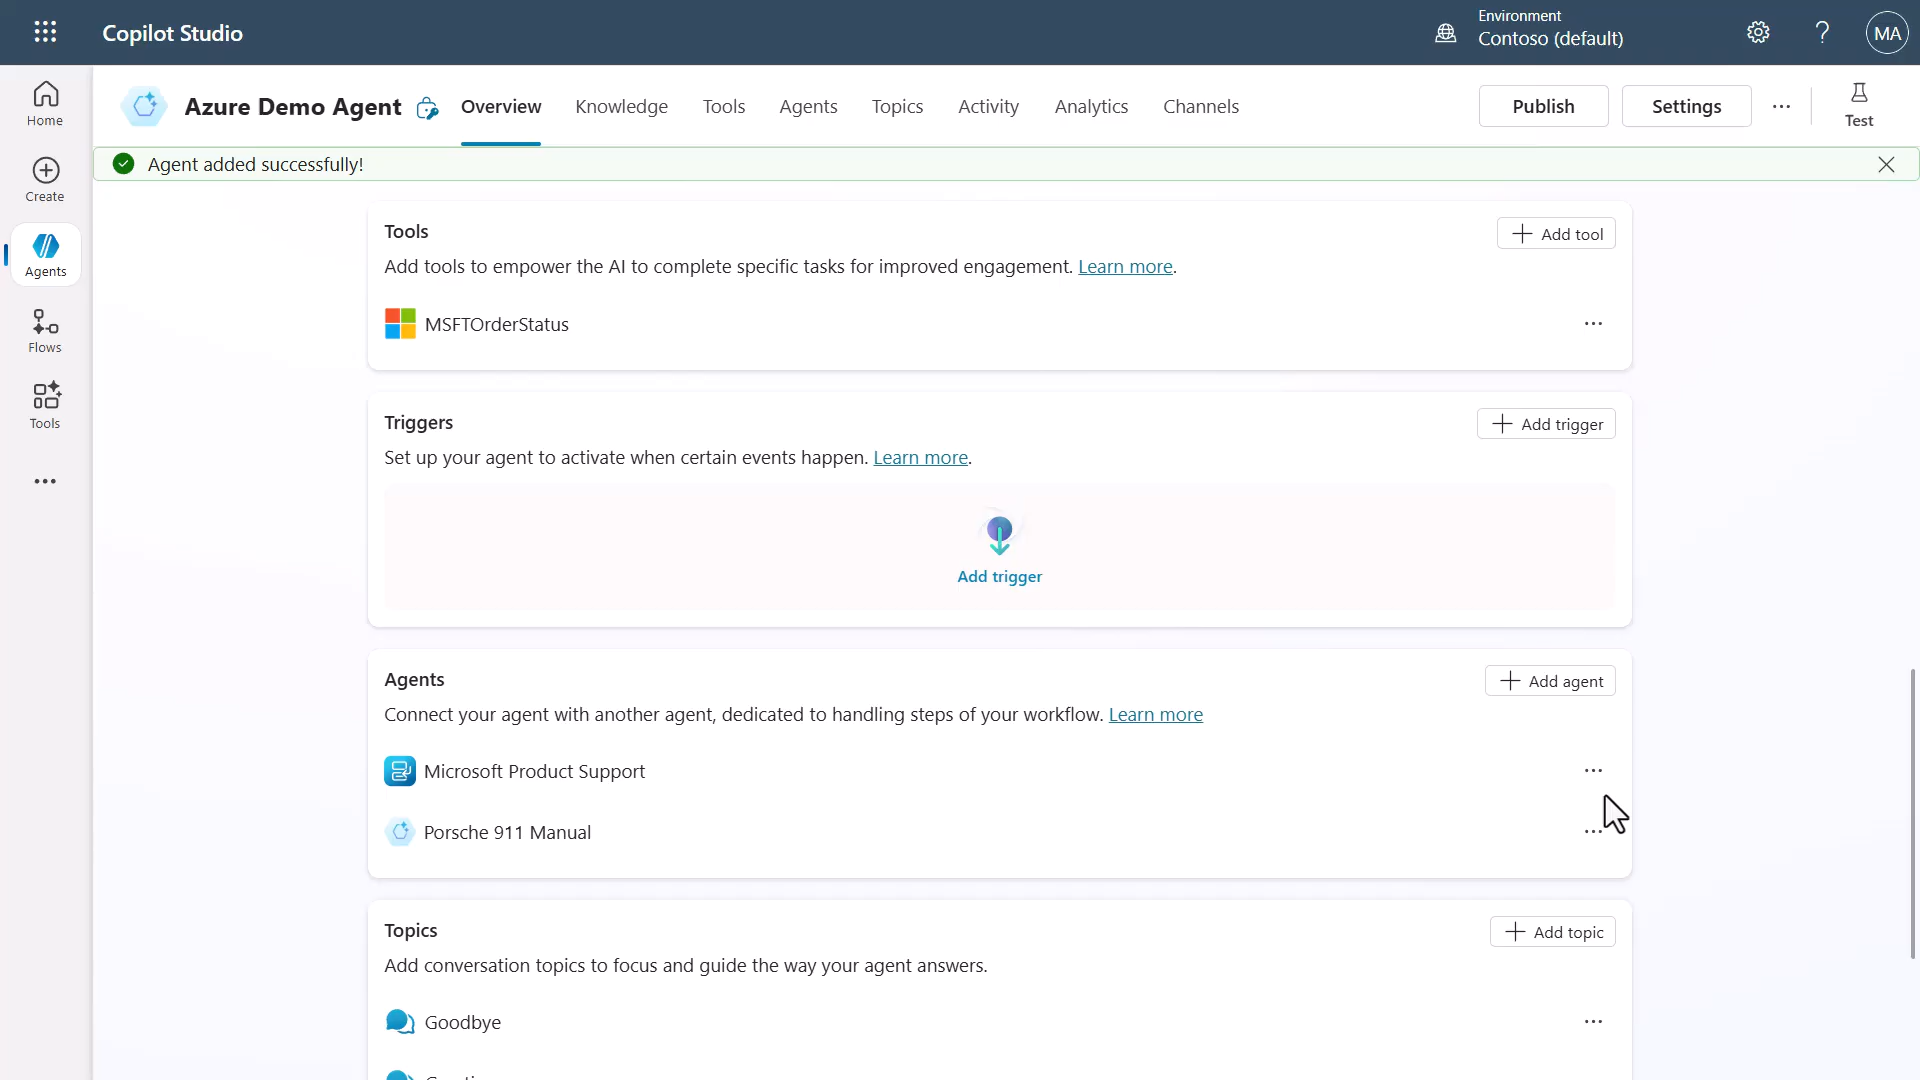 Copilot Studio
Environment
Contoso (default)
MA
Home
Create
Agents
Flows
Tools
Azure Demo Agent
Overview
Knowledge
Tools
Agents
Topics
Activity
Analytics
Channels
Publish
Settings
Test
Agent added successfully!
Tools
Add tool
Add tools to empower the AI to complete specific tasks for improved engagement. Learn more.
MSFTOrderStatus
Triggers
Add trigger
Set up your agent to activate when certain events happen. Learn more.
Add trigger
Agents
Add agent
Connect your agent with another agent, dedicated to handling steps of your workflow. Learn more
Microsoft Product Support
Porsche 911 Manual
Topics
Add topic
Add conversation topics to focus and guide the way your agent answers.
Goodbye